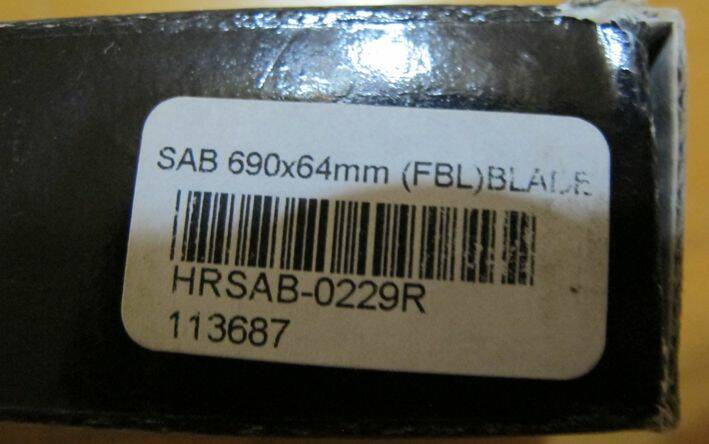 SAB 690x64mm (FBL)BLADE
HRSAB-0229R
113687